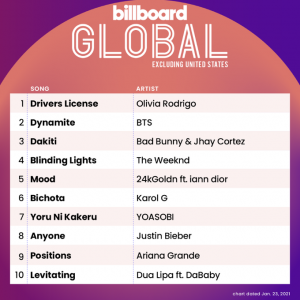 billboard
GLOBAL
EXCLUDING UNITED STATES
SONG ARTIST
1 Drivers License Olivia Rodrigo
2 Dynamite BTS
3 Dakiti Bad Bunny & Jhay Cortez
4 Blinding Lights The Weeknd
5 Mood 24kGoldn ft. iann dior
6 Bichota Karol G
7 Yoru Ni Kakeru YOASOBI
8 Anyone Justin Bieber
9 Positions Ariana Grande
10 Levitating Dua Lipa ft. DaBaby
chart dated Jan. 23, 2021